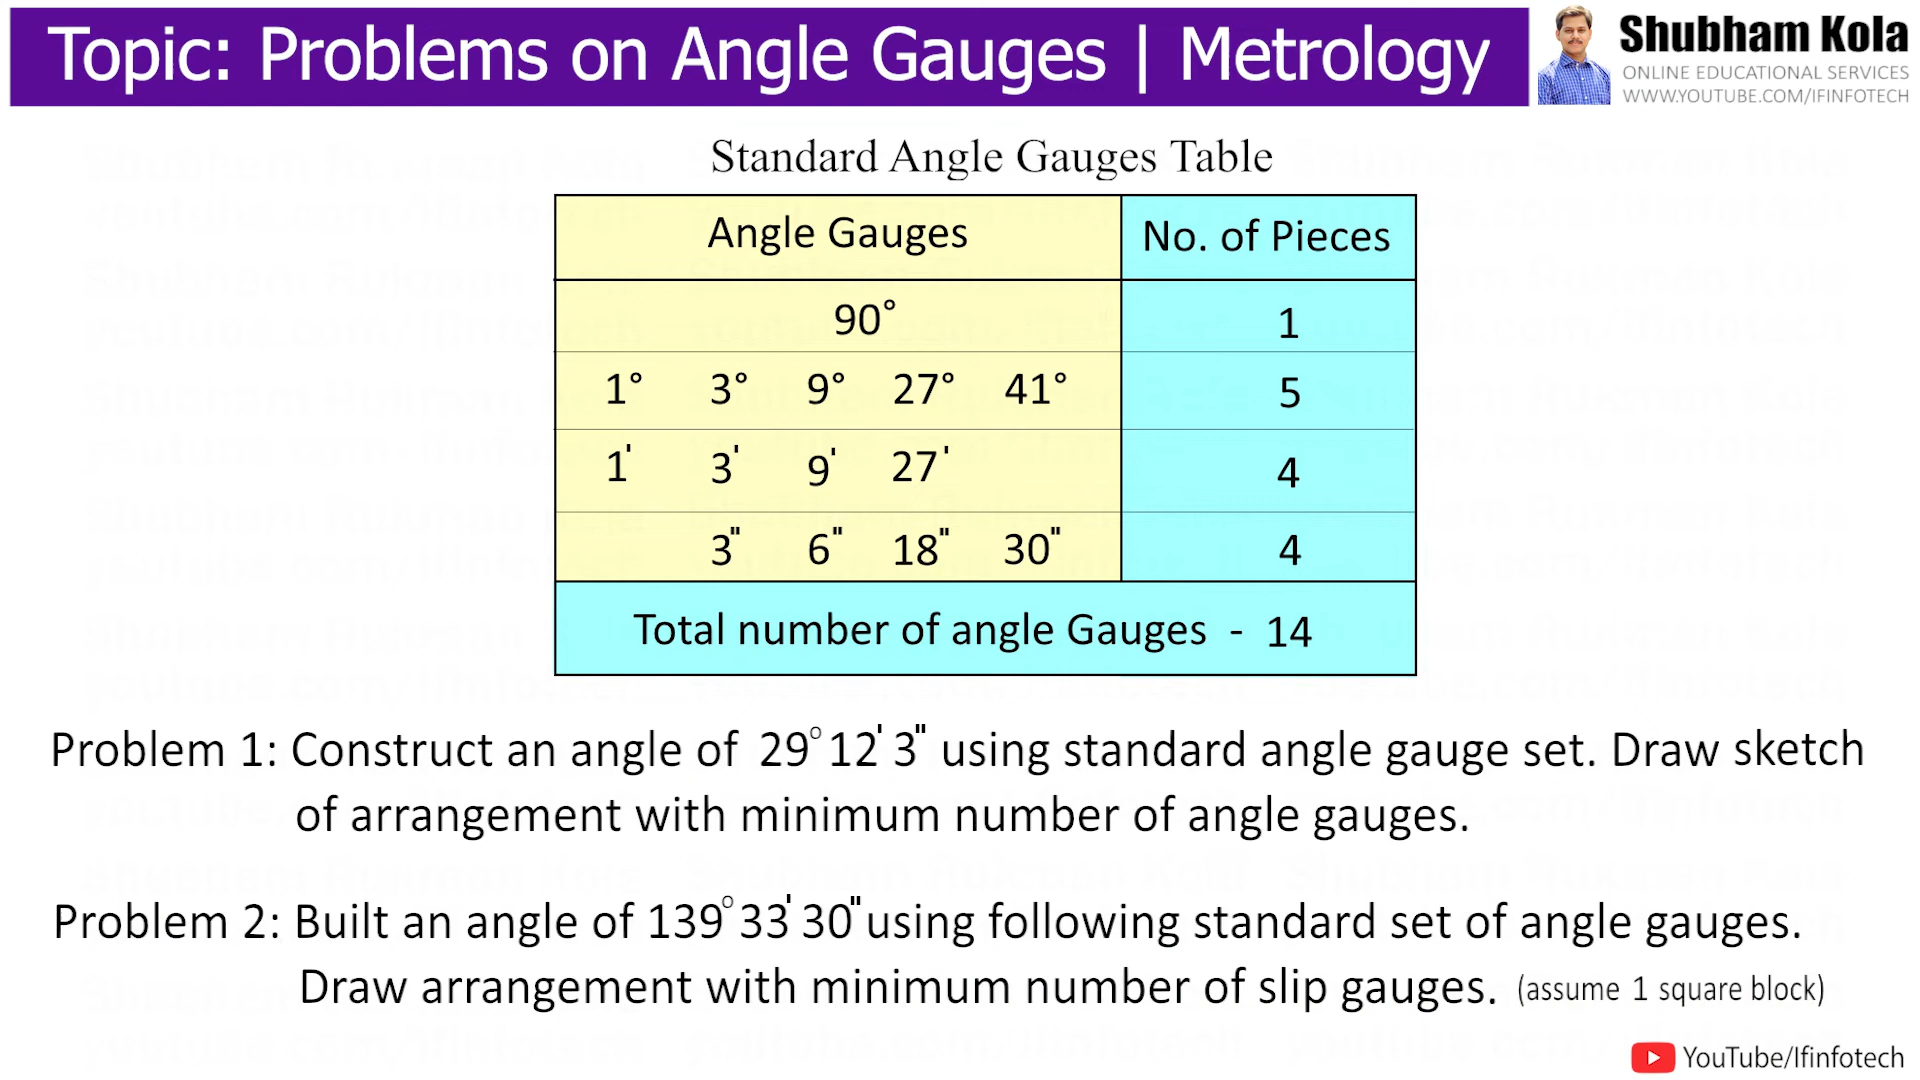 Topic: Problems on Angle Gauges | Metrology
Shubham Kola
ONLINE EDUCATIONAL SERVICES
WWW.YOUTUBE.COM/IFINFOTECH
Standard Angle Gauges Table
Angle Gauges No. of Pieces
90° 1
1° 3° 9° 27° 41° 5
1' 3' 9' 27' 4
3" 6" 18" 30" 4
Total number of angle Gauges - 14
Problem 1: Construct an angle of 29° 12' 3" using standard angle gauge set. Draw sketch
of arrangement with minimum number of angle gauges.
Problem 2: Built an angle of 139° 33' 30" using following standard set of angle gauges.
Draw arrangement with minimum number of slip gauges. (assume 1 square block)
YouTube/Ifinfotech